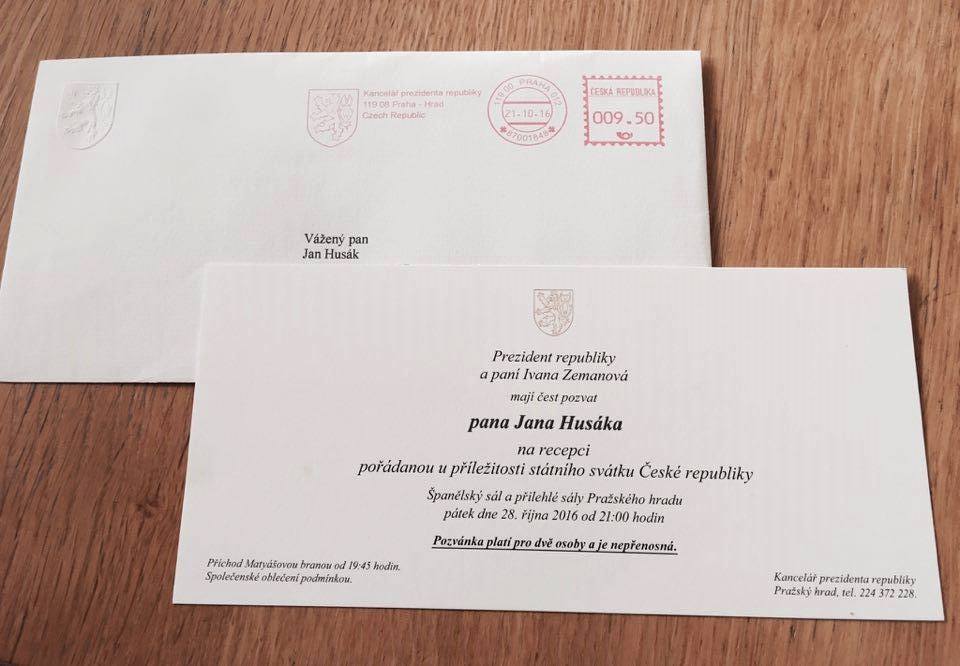 Kancelář prezidenta republiky
119 08 Praha - Hrad
Czech Republic
119 00 PRAHA 012
21-10-16
87001848
ČESKÁ REPUBLIKA
009.50
Vážený pan
Jan Husák
Prezident republiky
a paní Ivana Zemanová
mají čest pozvat
pana Jana Husáka
na recepci
pořádanou u příležitosti státního svátku České republiky
Španělský sál a přilehlé sály Pražského hradu
pátek dne 28. října 2016 od 21:00 hodin
Pozvánka platí pro dvě osoby a je nepřenosná.
Příchod Matyášovou branou od 19:45 hodin.
Společenské oblečení podmínkou.
Kancelář prezidenta republiky
Pražský hrad, tel. 224 372 228.